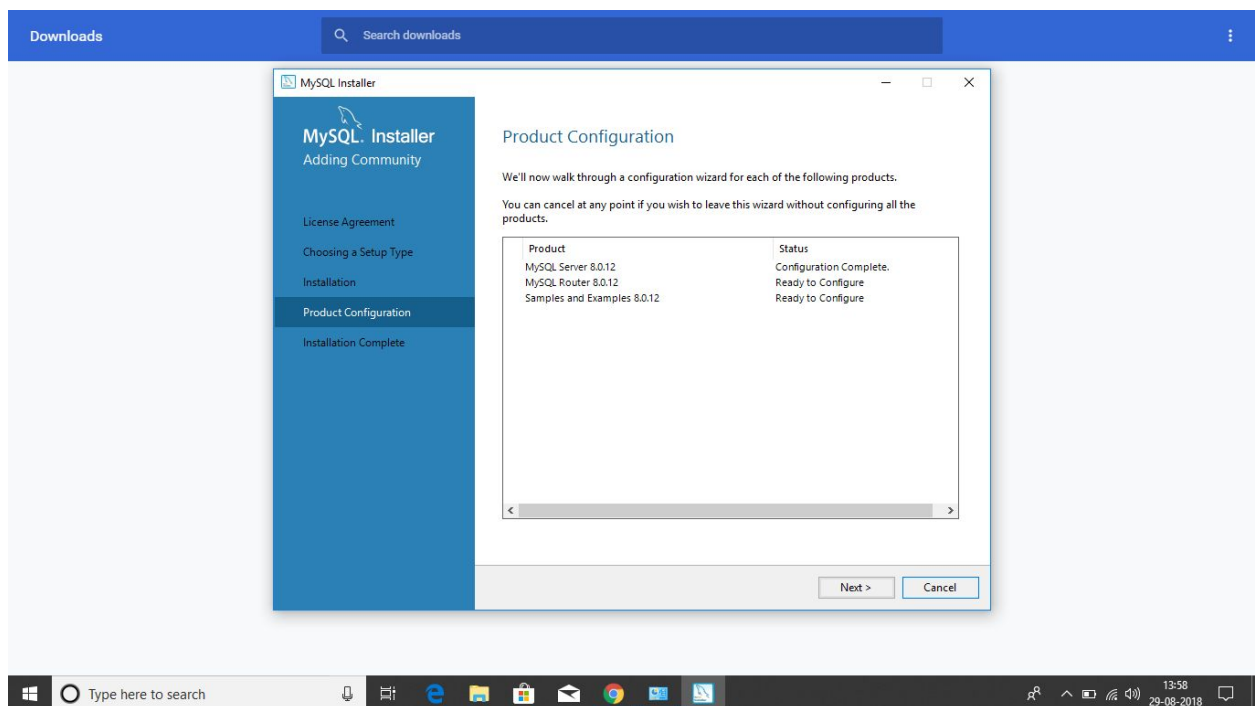 Downloads
Search downloads
MySQL Installer
MySQL. Installer
Adding Community
License Agreement
Choosing a Setup Type
Installation
Product Configuration
Installation Complete
Product Configuration
We'll now walk through a configuration wizard for each of the following products.
You can cancel at any point if you wish to leave this wizard without configuring all the
products.
Product Status
MySQL Server 8.0.12 Configuration Complete.
MySQL Router 8.0.12 Ready to Configure
Samples and Examples 8.0.12 Ready to Configure
Next > Cancel
Type here to search
13:58
29-08-2018